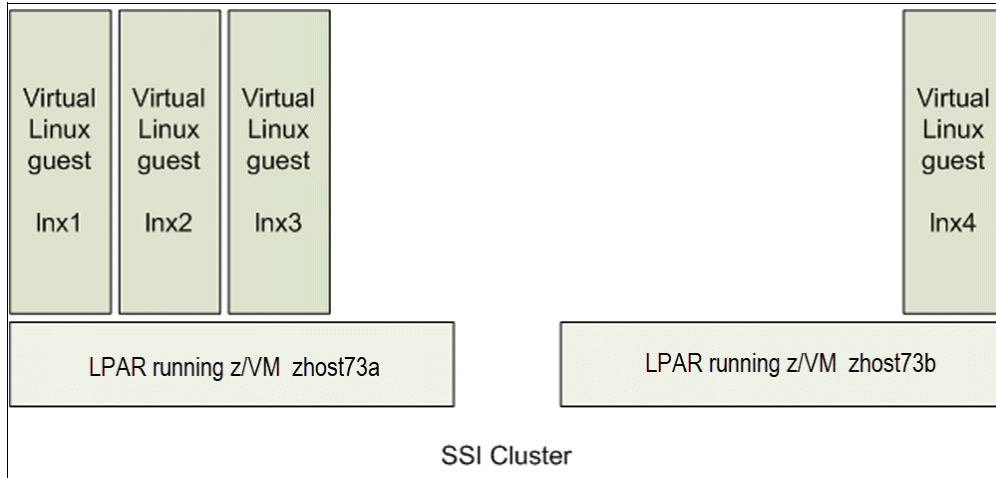 Virtual
Linux
guest
lnx1
Virtual
Linux
guest
lnx2
Virtual
Linux
guest
lnx3
Virtual
Linux
guest
lnx4
LPAR running z/VM zhost73a
LPAR running z/VM zhost73b
SSI Cluster